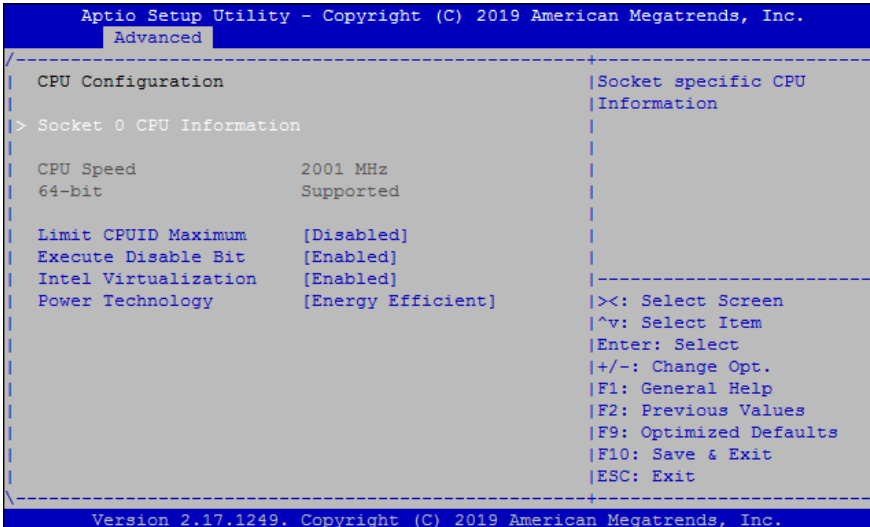 Aptio Setup Utility - Copyright (C) 2019 American Megatrends, Inc.
Advanced
/----------------------------------------------------+-------------------------
| CPU Configuration |Socket specific CPU
| |Information
|> Socket 0 CPU Information |
| |
| CPU Speed 2001 MHz |
| 64-bit Supported |
| |
| Limit CPUID Maximum [Disabled] |
| Execute Disable Bit [Enabled] |
| Intel Virtualization [Enabled] |-------------------------
| Power Technology [Energy Efficient] |><: Select Screen
| |^v: Select Item
| |Enter: Select
| |+/-: Change Opt.
| |F1: General Help
| |F2: Previous Values
| |F9: Optimized Defaults
| |F10: Save & Exit
| |ESC: Exit
\----------------------------------------------------+-------------------------
Version 2.17.1249. Copyright (C) 2019 American Megatrends, Inc.